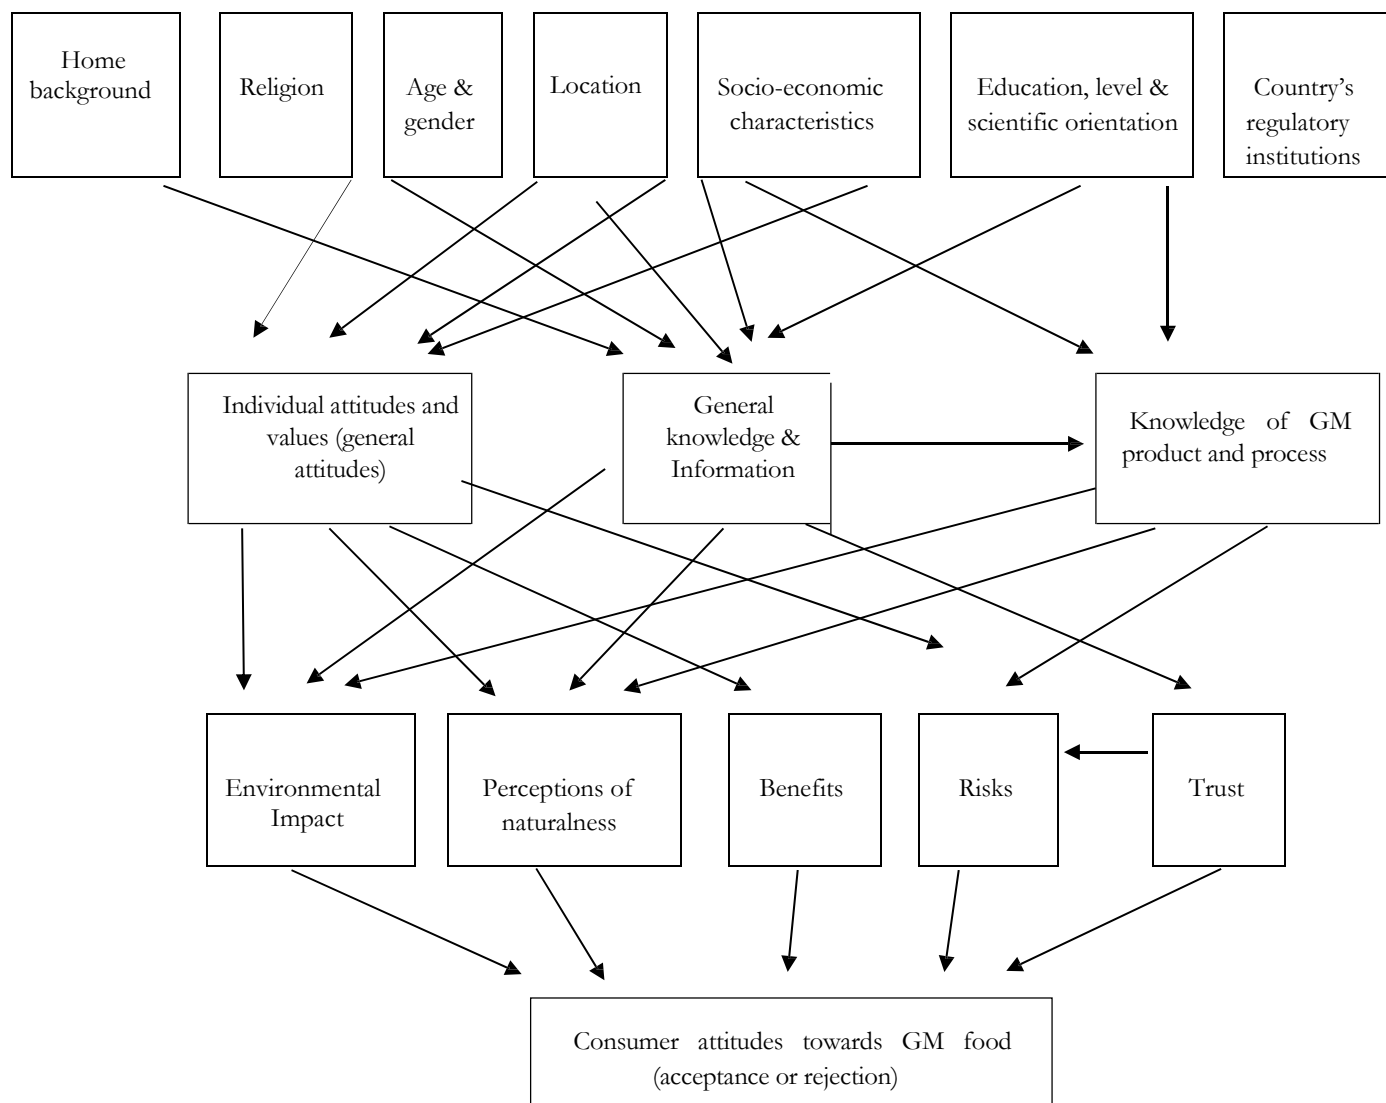 Home
background
Religion
Age &
gender
Location
Socio-economic
characteristics
Education, level &
scientific orientation
Country’s
regulatory
institutions
Individual attitudes and
values (general
attitudes)
General
knowledge &
Information
Knowledge of GM
product and process
Environmental
Impact
Perceptions of
naturalness
Benefits
Risks
Trust
Consumer attitudes towards GM food
(acceptance or rejection)